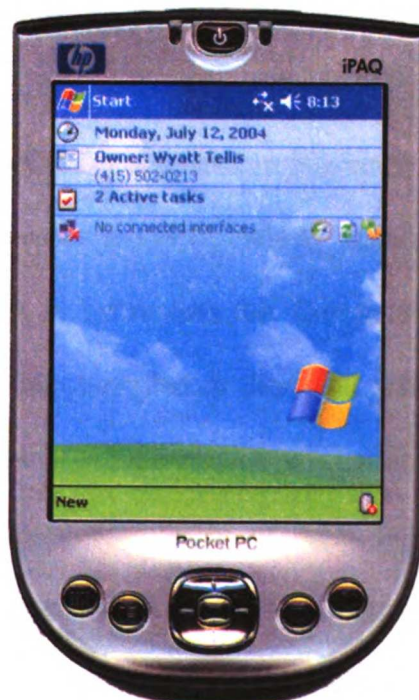 hp
iPAQ
Start 8:13
Monday, July 12, 2004
Owner: Wyatt Tellis
(415) 502-0213
2 Active tasks
No connected interfaces
New
Pocket PC